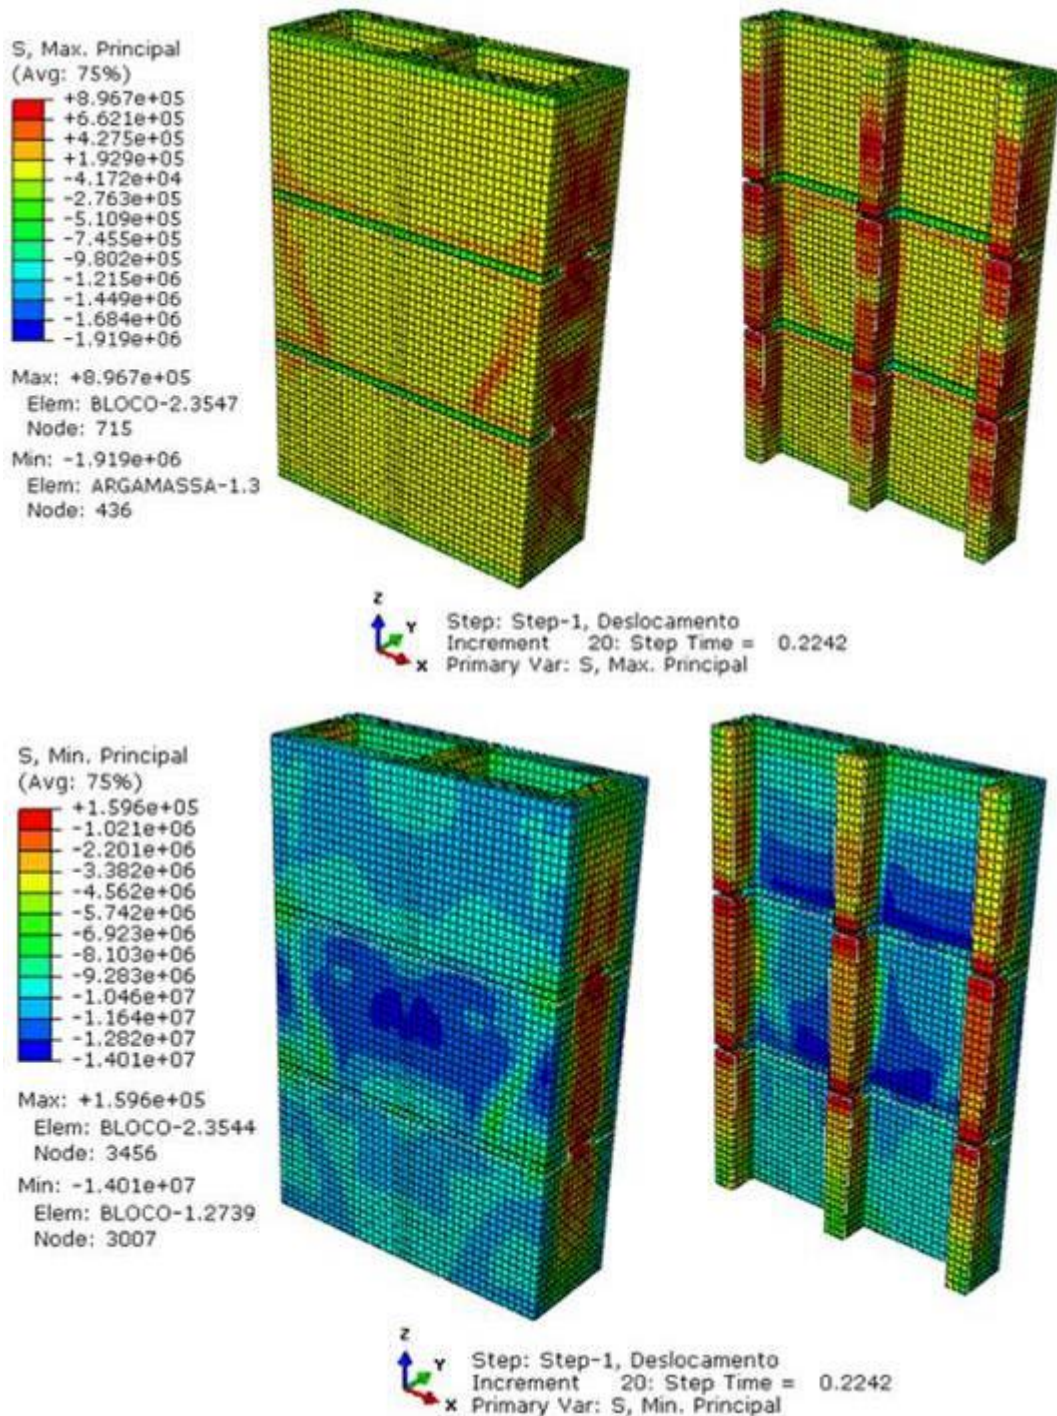 S, Max. Principal
(Avg: 75%)
+8.967e+05
+6.621e+05
+4.275e+05
+1.929e+05
-4.172e+04
-2.763e+05
-5.109e+05
-7.455e+05
-9.802e+05
-1.215e+06
-1.449e+06
-1.684e+06
-1.919e+06
Max: +8.967e+05
Elem: BLOCO-2.3547
Node: 715
Min: -1.919e+06
Elem: ARGAMASSA-1.3
Node: 436
Z
Y
X
Step: Step-1, Deslocamento
Increment 20: Step Time = 0.2242
Primary Var: S, Max. Principal
S, Min. Principal
(Avg: 75%)
+1.596e+05
-1.021e+06
-2.201e+06
-3.382e+06
-4.562e+06
-5.742e+06
-6.923e+06
-8.103e+06
-9.283e+06
-1.046e+07
-1.164e+07
-1.282e+07
-1.401e+07
Max: +1.596e+05
Elem: BLOCO-2.3544
Node: 3456
Min: -1.401e+07
Elem: BLOCO-1.2739
Node: 3007
Z
Y
X
Step: Step-1, Deslocamento
Increment 20: Step Time = 0.2242
Primary Var: S, Min. Principal